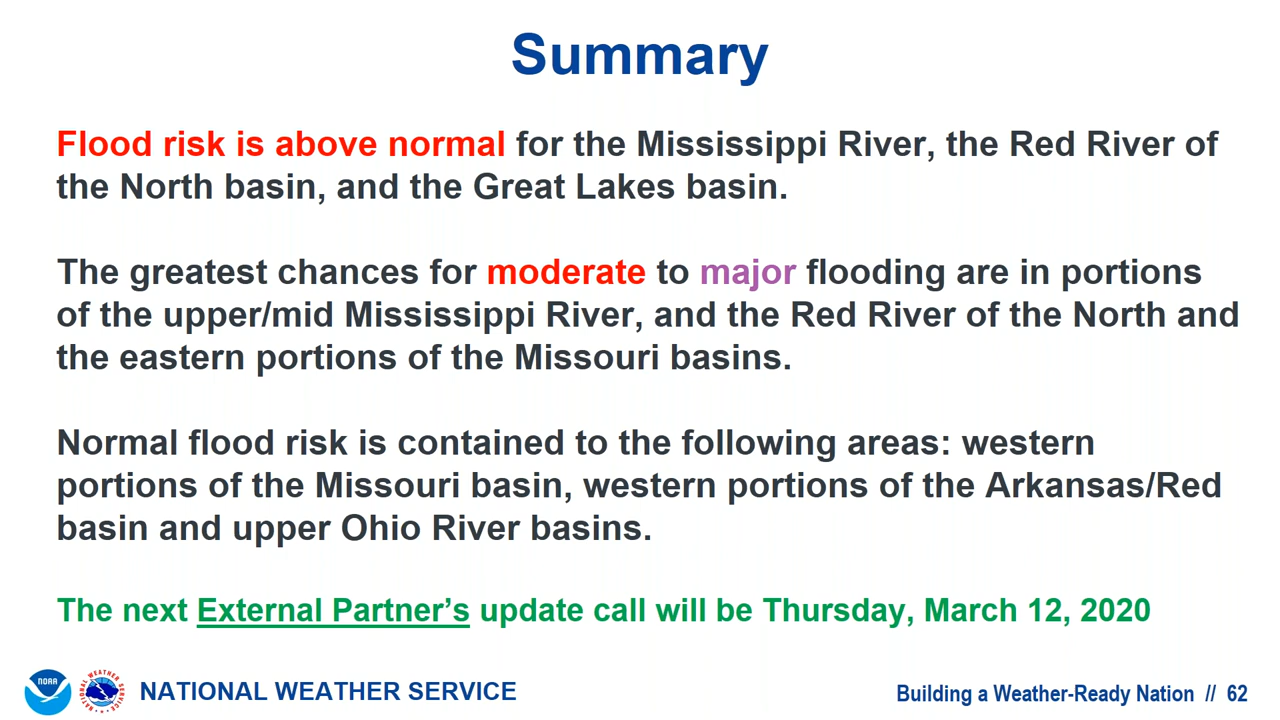 Summary
Flood risk is above normal for the Mississippi River, the Red River of
the North basin, and the Great Lakes basin.
The greatest chances for moderate to major flooding are in portions
of the upper/mid Mississippi River, and the Red River of the North and
the eastern portions of the Missouri basins.
Normal flood risk is contained to the following areas: western
portions of the Missouri basin, western portions of the Arkansas/Red
basin and upper Ohio River basins.
The next External Partner’s update call will be Thursday, March 12, 2020
NOAA
NATIONAL WEATHER SERVICE
NATIONAL WEATHER SERVICE
Building a Weather-Ready Nation // 62